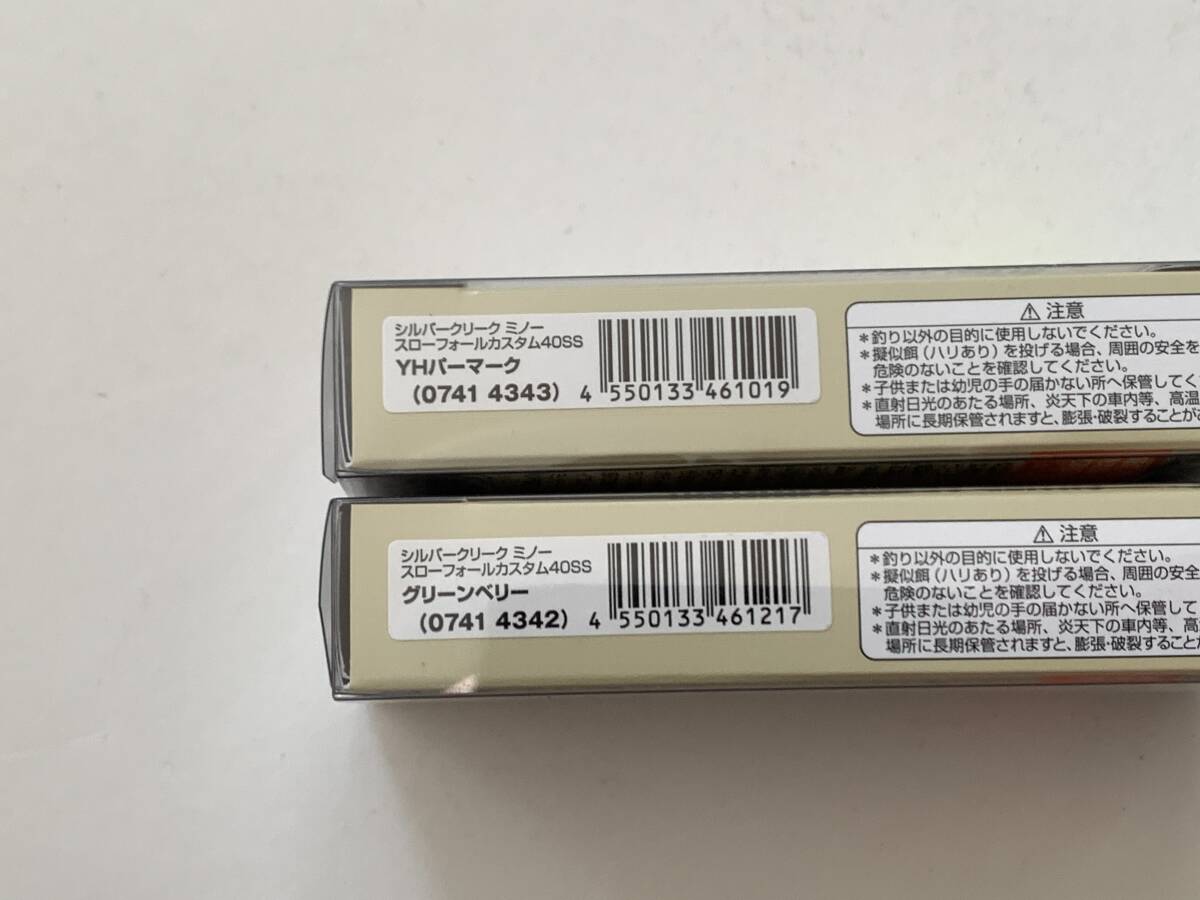 シルバークリーク ミノー
スローフォールカスタム40SS
YHパーマーク
(0741 4343)
4 550133 461019
⚠ 注意
＊釣り以外の目的に使用しないでください。
＊擬似餌（ハリあり）を投げる場合、周囲の安全を
危険のないことを確認してください。
＊子供または幼児の手の届かない所へ保管してく
＊直射日光のあたる場所、炎天下の車内等、高温
場所に長期保管されますと、膨張・破裂することが
シルバークリーク ミノー
スローフォールカスタム40SS
グリーンベリー
(0741 4342)
4 550133 461217
⚠ 注意
＊釣り以外の目的に使用しないでください。
＊擬似餌（ハリあり）を投げる場合、周囲の安全
危険のないことを確認してください。
＊子供または幼児の手の届かない所へ保管して
＊直射日光のあたる場所、炎天下の車内等、高
場所に長期保管されますと、膨張・破裂することが